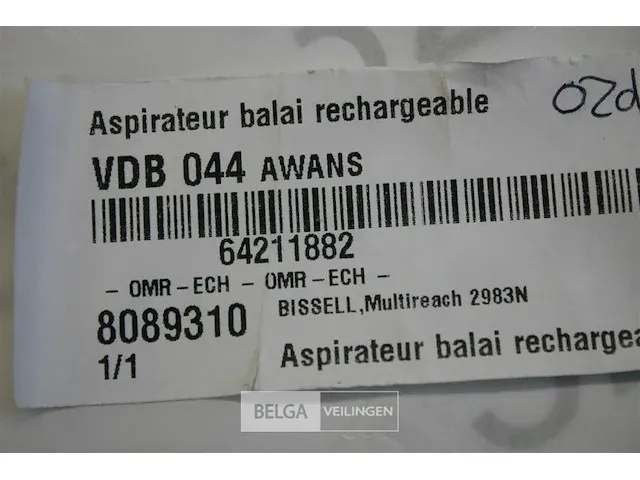 Aspirateur balai rechargeable
VDB 044 AWANS
64211882
- OMR-ECH - OMR-ECH -
8089310 BISSELL,Multireach 2983N
1/1
Aspirateur balai
BELGA VEILINGEN